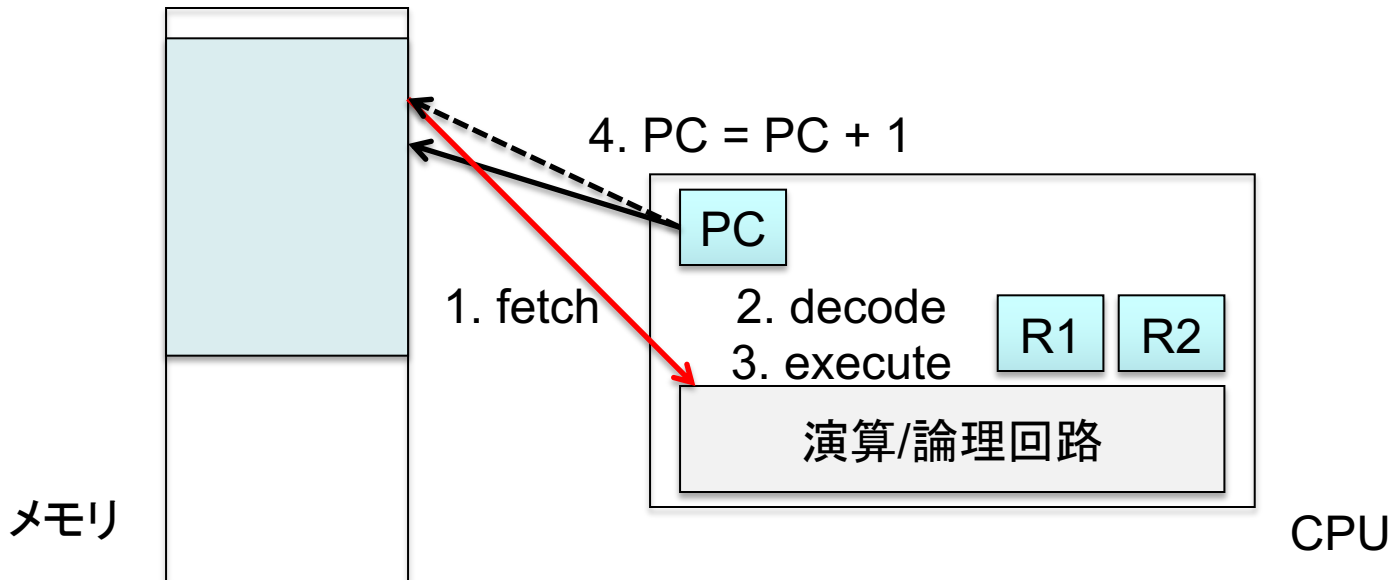 4. PC = PC + 1
PC
1. fetch
2. decode
3. execute
R1
R2
演算/論理回路
メモリ
CPU